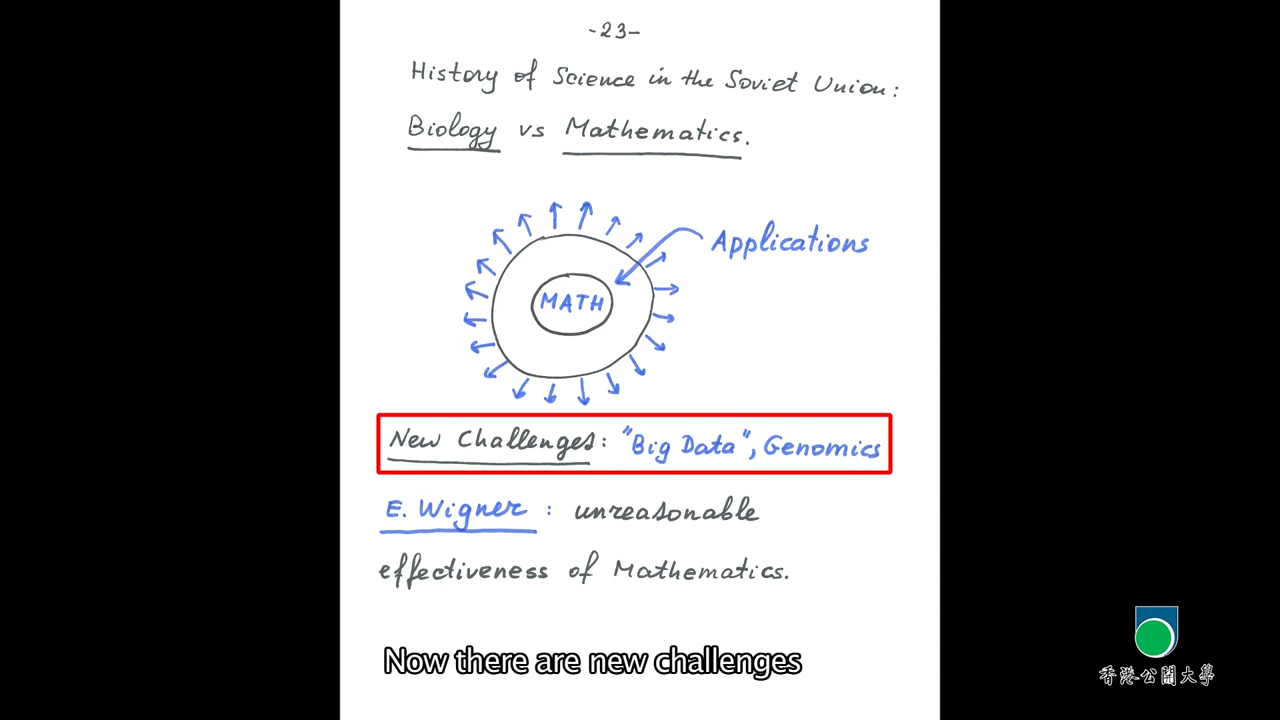 -23-
History of Science in the Soviet Union:
Biology vs Mathematics.
Applications
MATH
New Challenges: "Big Data", Genomics
E. Wigner : unreasonable
effectiveness of Mathematics.
Now there are new challenges
香港公開大學